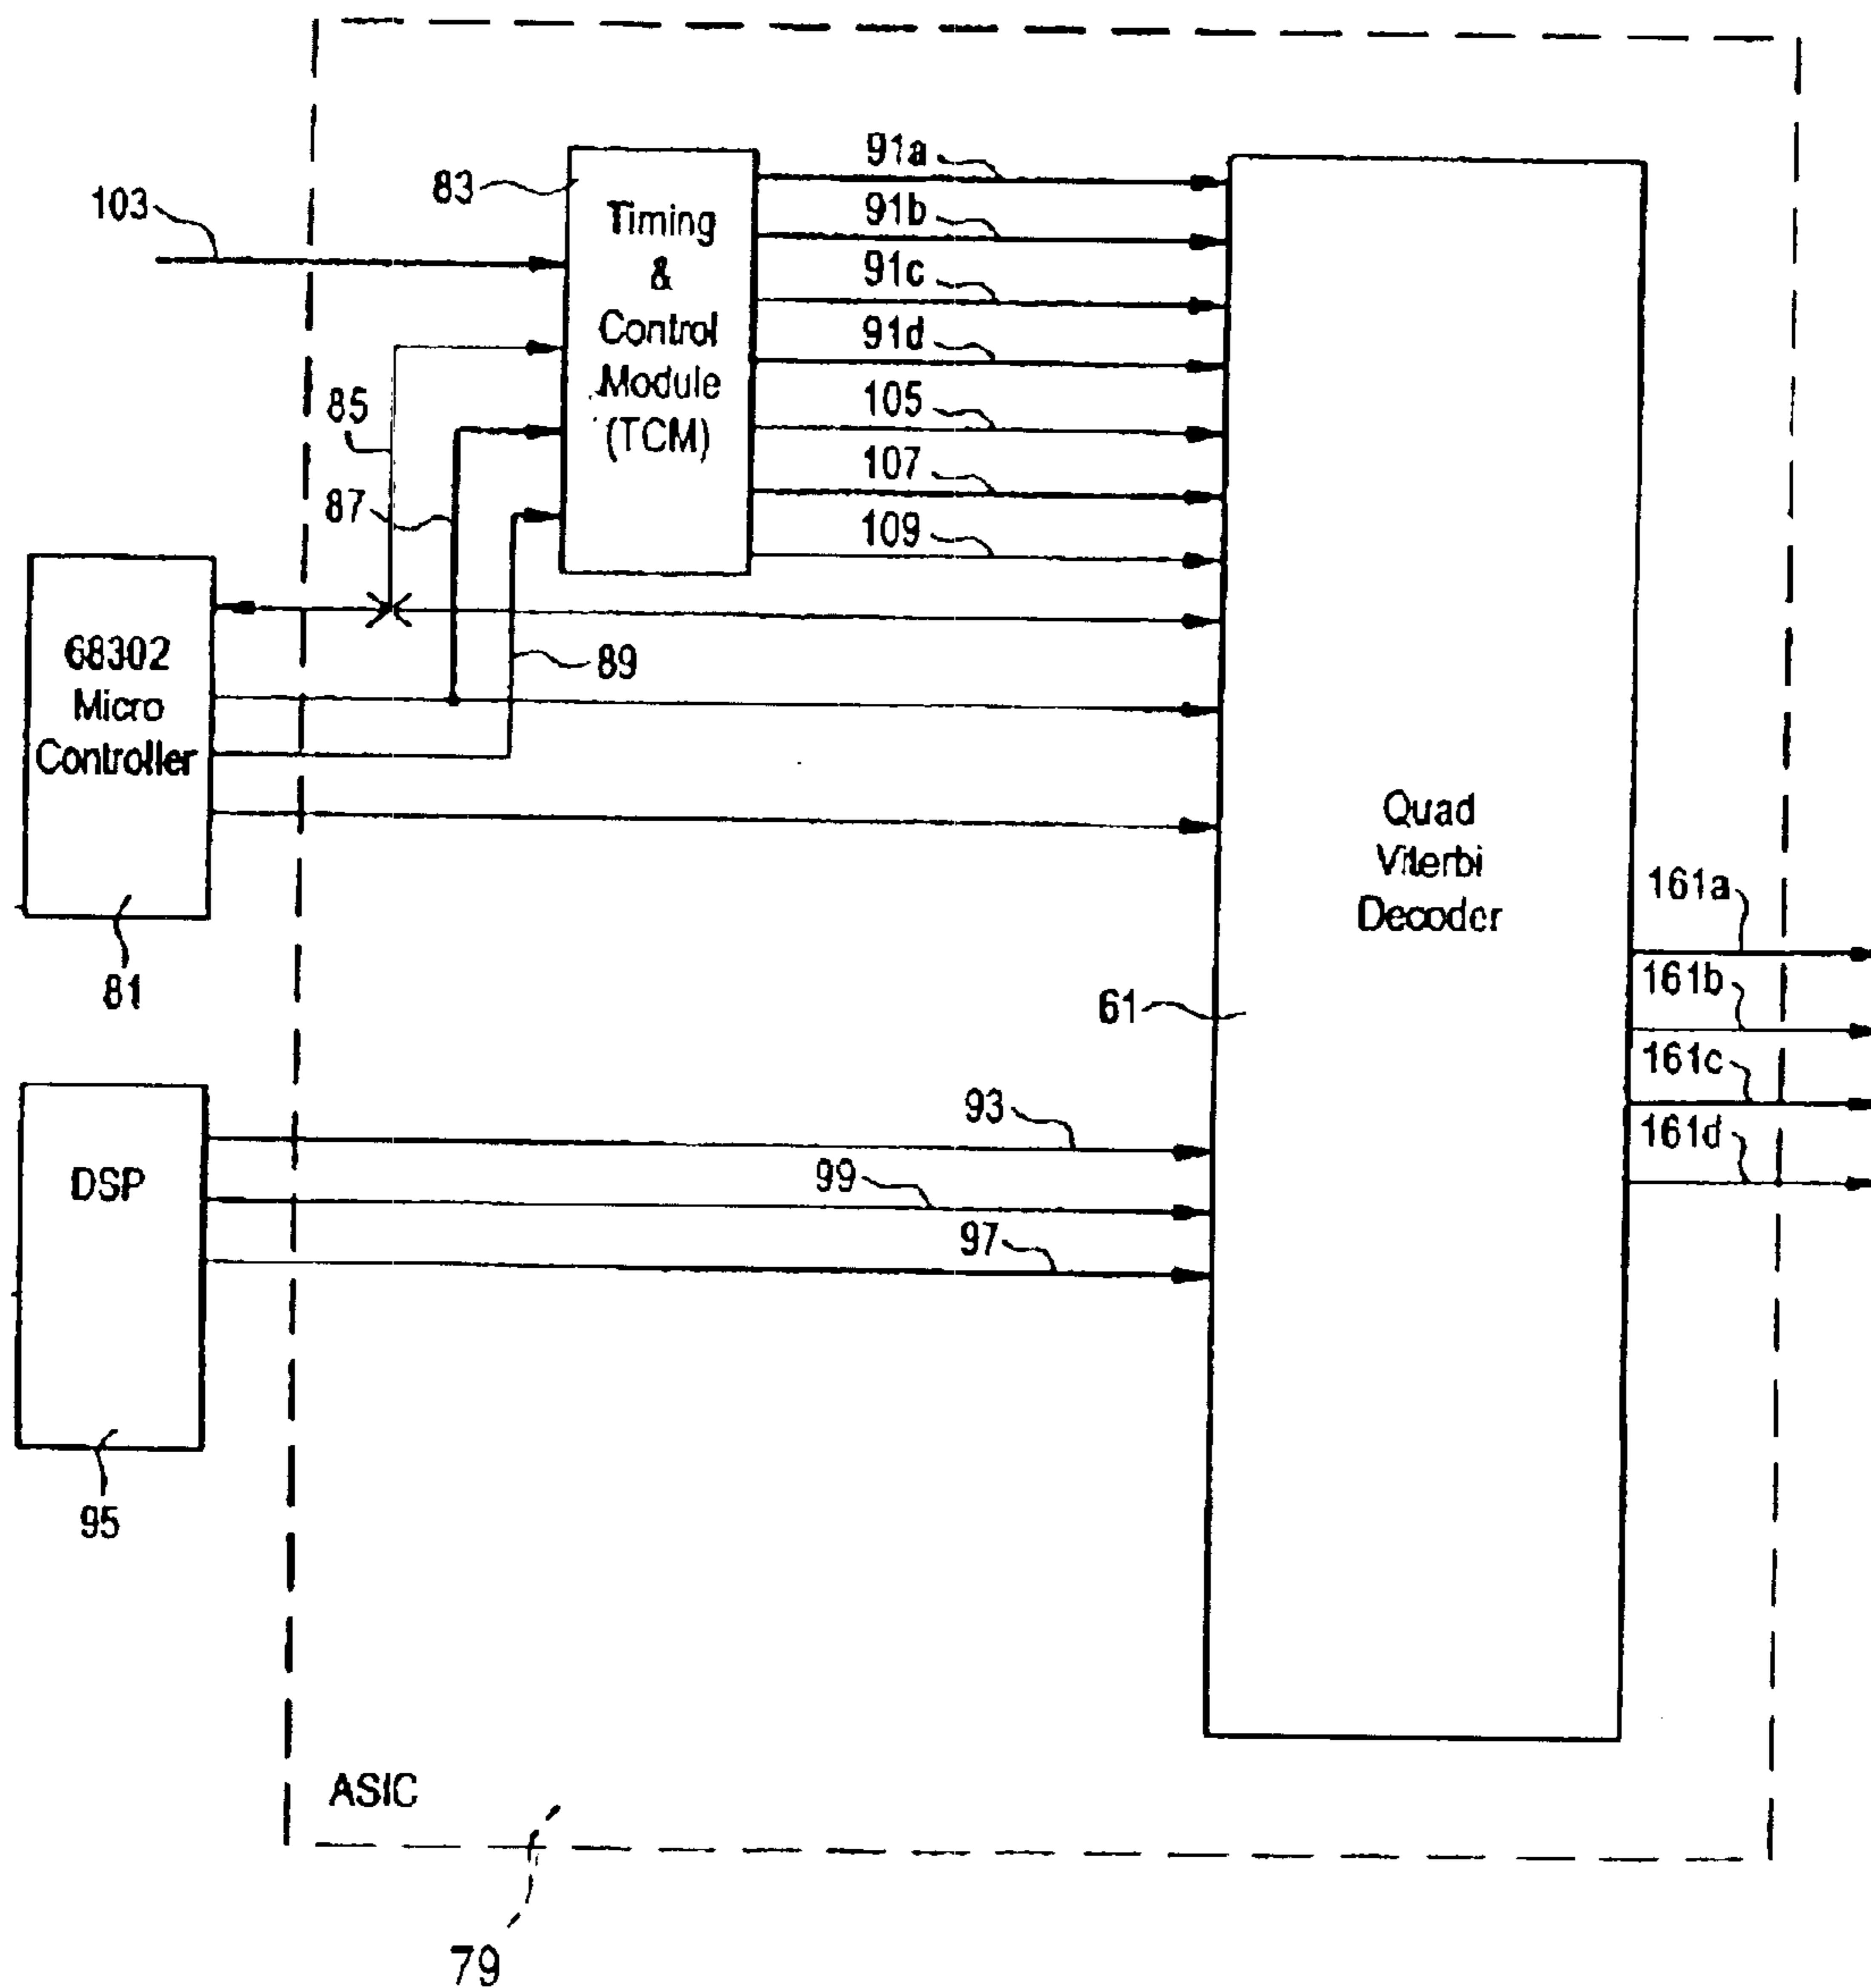 91a
83
Timing
&
Control
Module
(TCM)
103
91b
91c
91d
85
105
87
107
109
68302
Micro
Controller
89
Quad
Viterbi
Decoder
161a
81
161b
61
161c
93
161d
DSP
99
97
95
ASIC
79